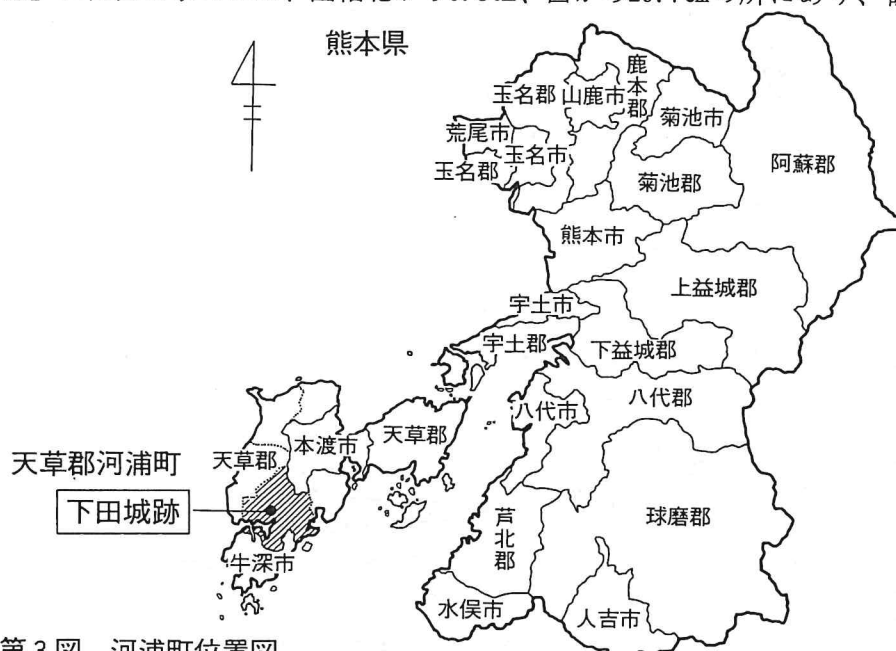 熊本県
鹿本郡
玉名郡
山鹿市
菊池市
荒尾市
玉名市
玉名郡
阿蘇郡
菊池郡
熊本市
上益城郡
宇土市
宇土郡
下益城郡
八代市
八代郡
天草郡
本渡市
天草郡
天草郡河浦町
下田城跡
牛深市
芦北郡
球磨郡
水俣市
人吉市
第3図 河浦町位置図